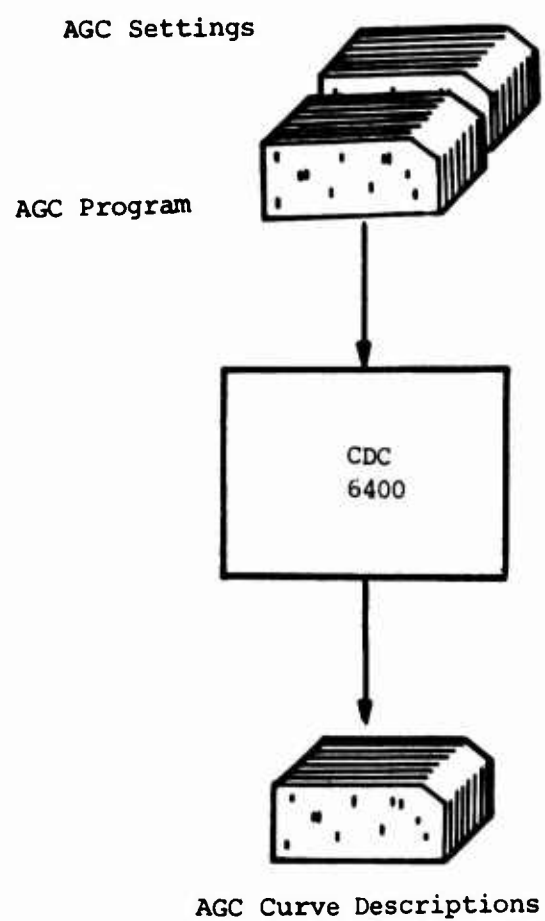 AGC Settings
AGC Program
CDC
6400
AGC Curve Descriptions